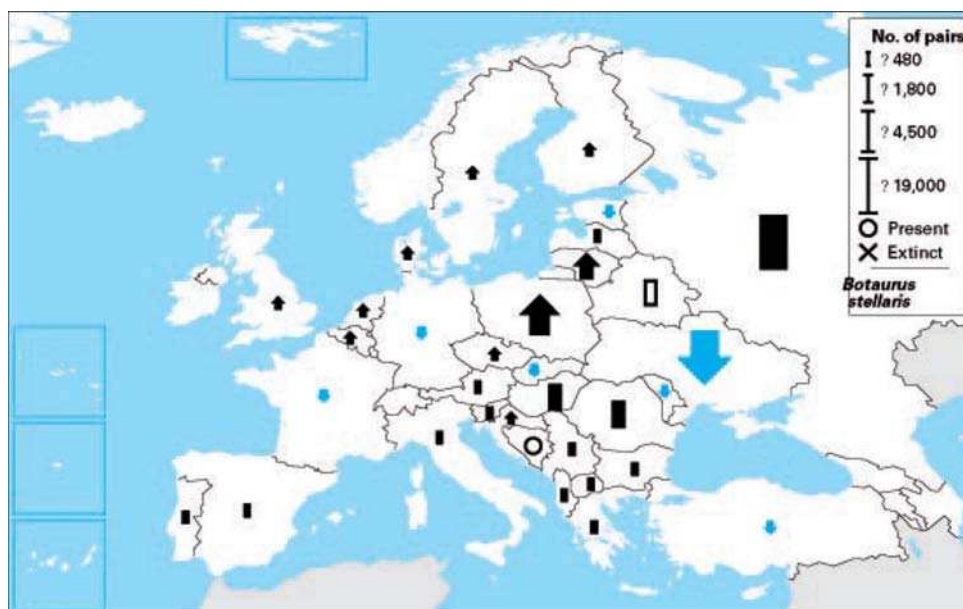 No. of pairs
? 480
? 1,800
? 4,500
? 19,000
Present
Extinct
Botaurus
stellaris